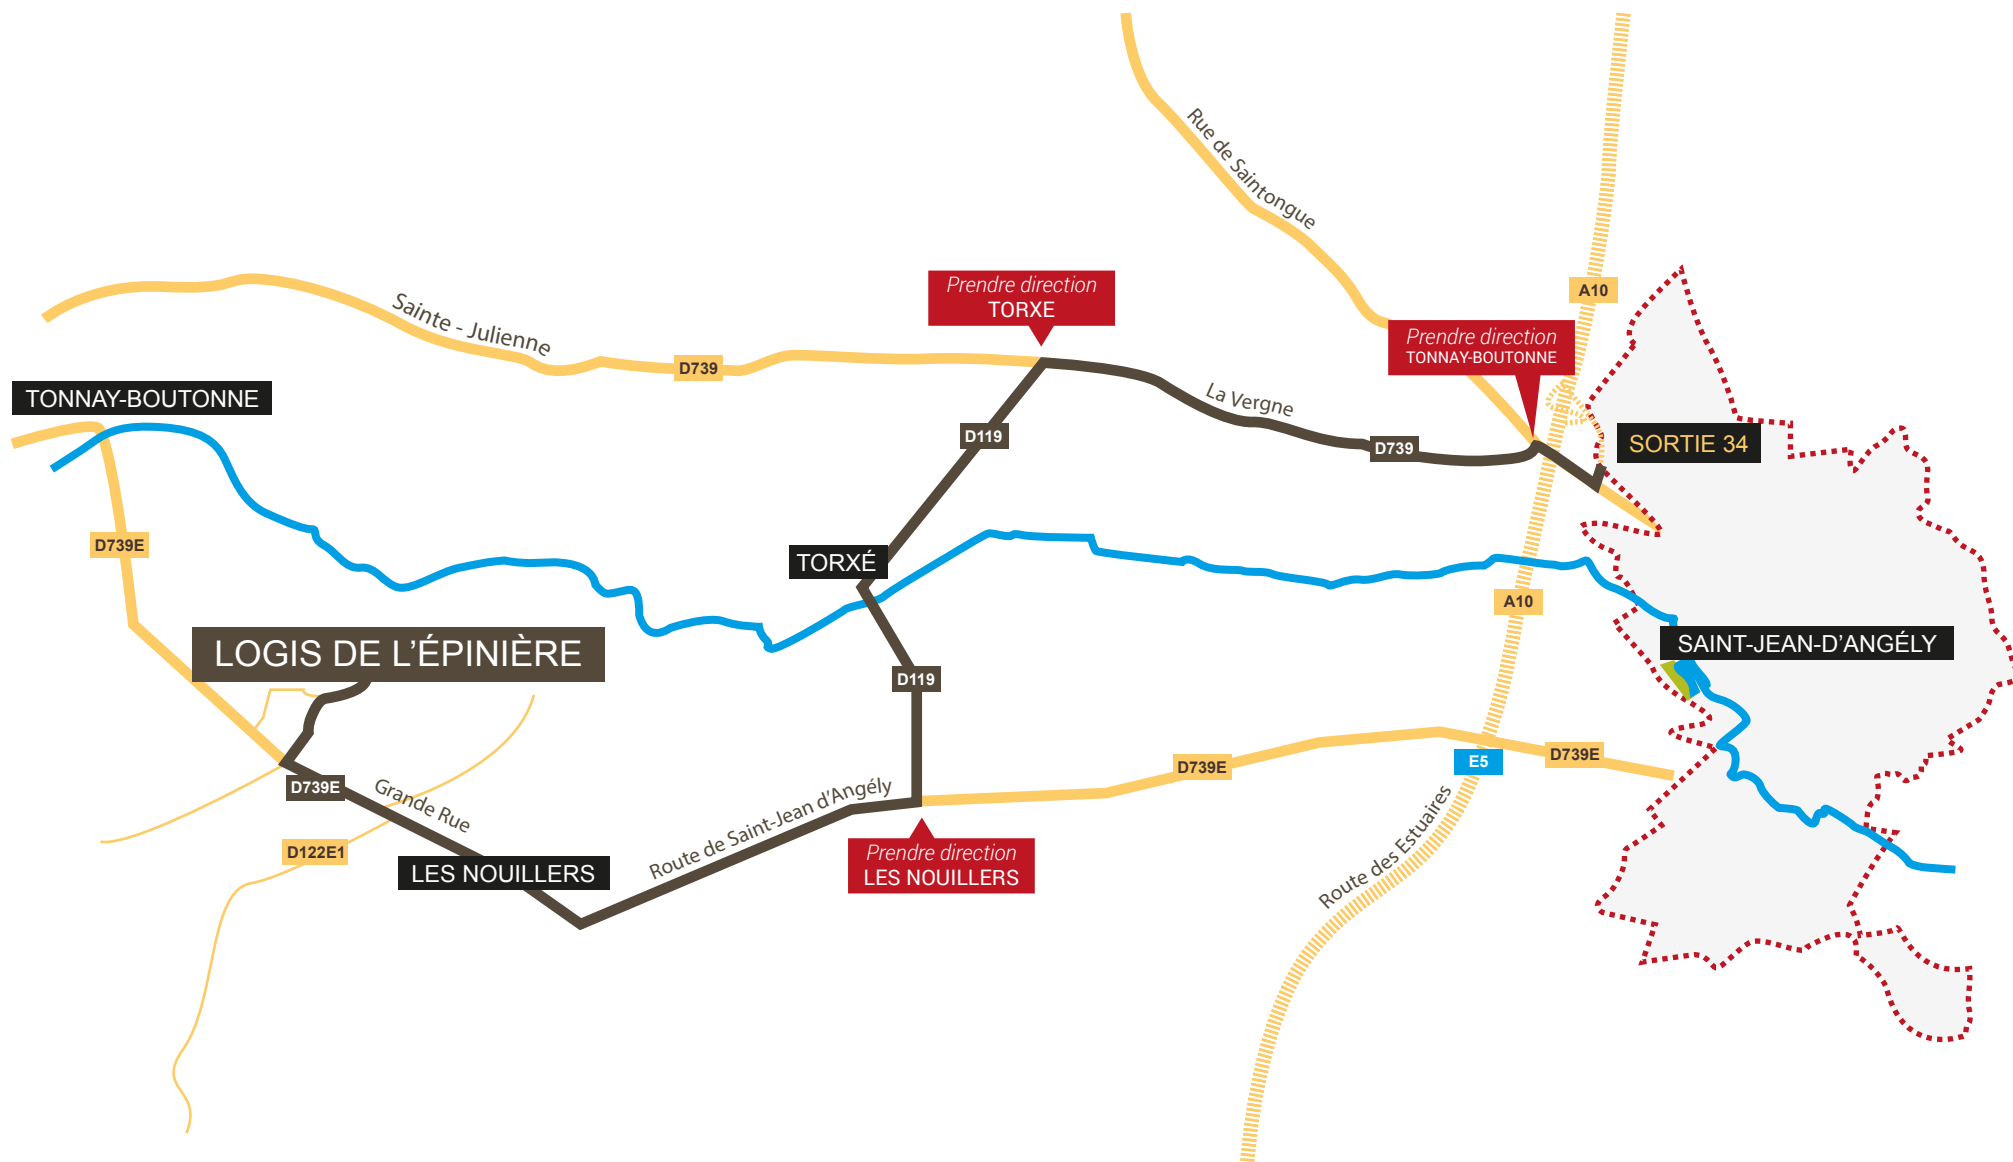 Rue de Saintongue
A10
Prendre direction
TORXE
Sainte - Julienne
Prendre direction
TONNAY-BOUTONNE
D739
TONNAY-BOUTONNE
La Vergne
D119
D739
SORTIE 34
D739E
TORXÉ
A10
LOGIS DE L’ÉPINIÈRE
SAINT-JEAN-D’ANGÉLY
D119
E5
D739E
D739E
D739E
Grande Rue
Route de Saint-Jean d’Angély
Route des Estuaires
D122E1
LES NOUILLERS
Prendre direction
LES NOUILLERS